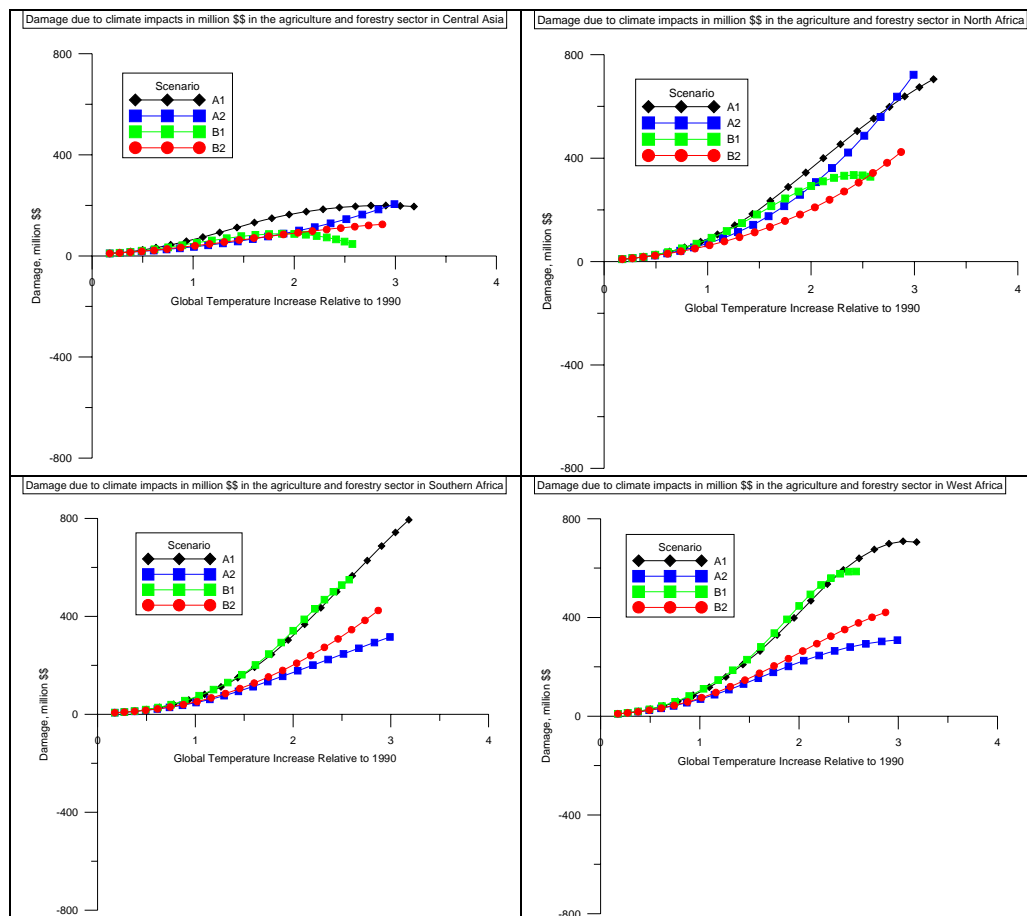 Damage due to climate impacts in million $$ in the agriculture and forestry sector in Central Asia
800
400
0
-400
-800
0
1
2
3
4
Damage, million $$
Global Temperature Increase Relative to 1990
Scenario
A1
A2
B1
B2
Damage due to climate impacts in million $$ in the agriculture and forestry sector in North Africa
800
400
0
-400
-800
0
1
2
3
4
Damage, million $$
Global Temperature Increase Relative to 1990
Scenario
A1
A2
B1
B2
Damage due to climate impacts in million $$ in the agriculture and forestry sector in Southern Africa
800
400
0
-400
-800
0
1
2
3
4
Damage, million $$
Global Temperature Increase Relative to 1990
Scenario
A1
A2
B1
B2
Damage due to climate impacts in million $$ in the agriculture and forestry sector in West Africa
800
400
0
-400
-800
0
1
2
3
4
Damage, million $$
Global Temperature Increase Relative to 1990
Scenario
A1
A2
B1
B2